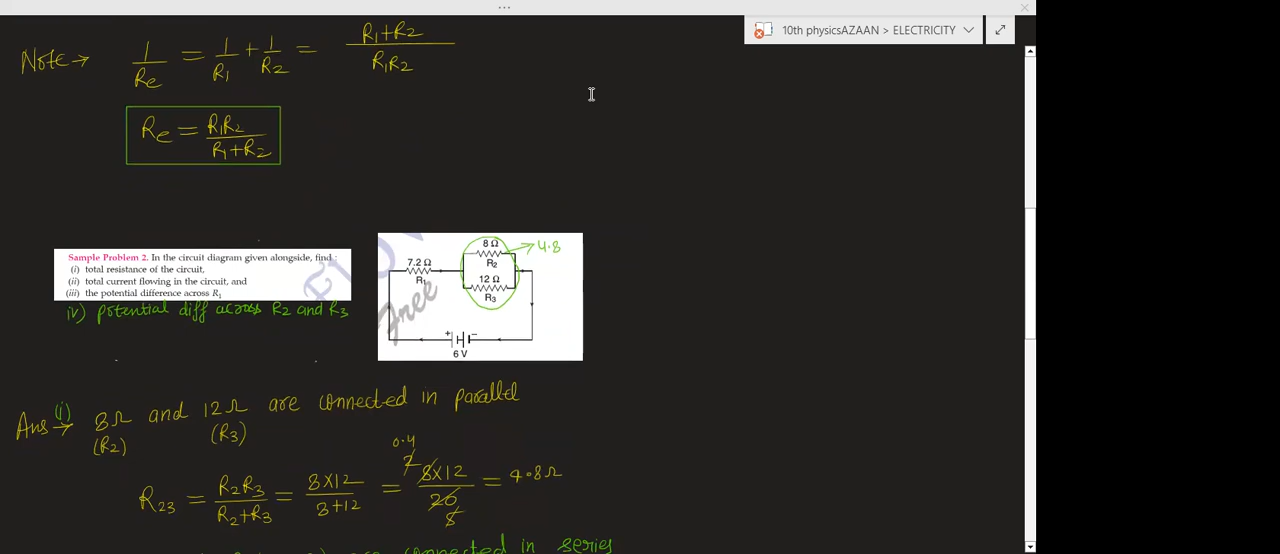 10th physicsAZAAN > ELECTRICITY
Note → 1/Re = 1/R1 + 1/R2 = R1+R2/R1R2
Re = R1R2/R1+R2
Sample Problem 2. In the circuit diagram given alongside, find :
(i) total resistance of the circuit,
(ii) total current flowing in the circuit, and
(iii) the potential difference across R1
iv) potential diff across R2 and R3
8 Ω
→ 4.8
R2
7.2 Ω
R1
12 Ω
R3
Free
+ −
6 V
Ans (i) → 8Ω and 12Ω are connected in parallel
(R2) (R3)
R23 = R2R3/R2+R3 = 8×12/8+12 = 8×12/20 = 4.8Ω
0.4
2
5
are connected in series